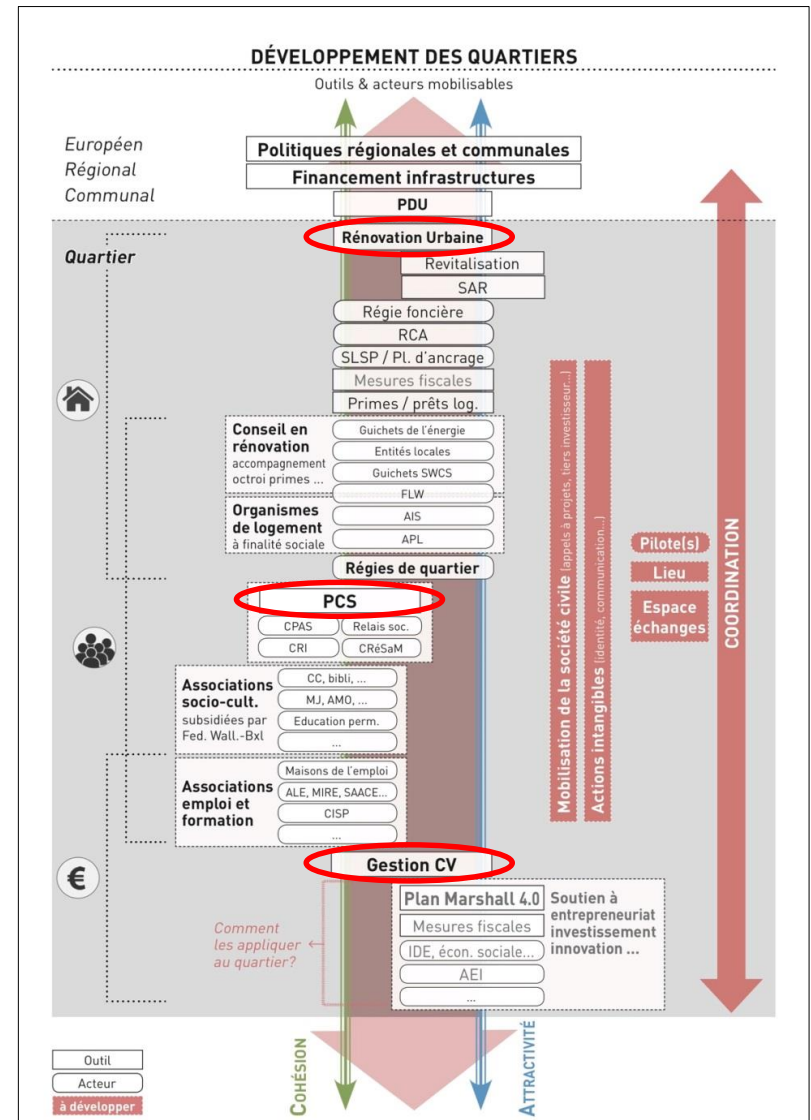 DÉVELOPPEMENT DES QUARTIERS
Outils & acteurs mobilisables
Européen
Régional
Communal
Politiques régionales et communales
Financement infrastructures
PDU
Quartier
Rénovation Urbaine
Revitalisation
SAR
Régie foncière
RCA
SLSP / Pl. d'ancrage
Mesures fiscales
Primes / prêts log.
Conseil en
rénovation
accompagnement
octroi primes ...
Guichets de l'énergie
Entités locales
Guichets SWCS
FLW
Organismes
de logement
à finalité sociale
AIS
APL
Régies de quartier
PCS
CPAS
Relais soc.
CRI
CRéSaM
Associations
socio-cult.
subsidiées par
Fed. Wall.-Bxl
CC, bibli, ...
MJ, AMO, ...
Education perm.
...
Associations
emploi et
formation
Maisons de l'emploi
ALE, MIRE, SAACE...
CISP
...
Gestion CV
€
Comment
les appliquer ←
au quartier?
Plan Marshall 4.0
Mesures fiscales
IDE, écon. sociale...
AEI
...
Soutien à
entrepreneuriat
investissement
innovation ...
Mobilisation de la société civile (appels à projets, tiers investisseur...)
Actions intangibles (identité, communication...)
Pilote(s)
Lieu
Espace
échanges
COORDINATION
COHÉSION
ATTRACTIVITÉ
Outil
Acteur
à développer